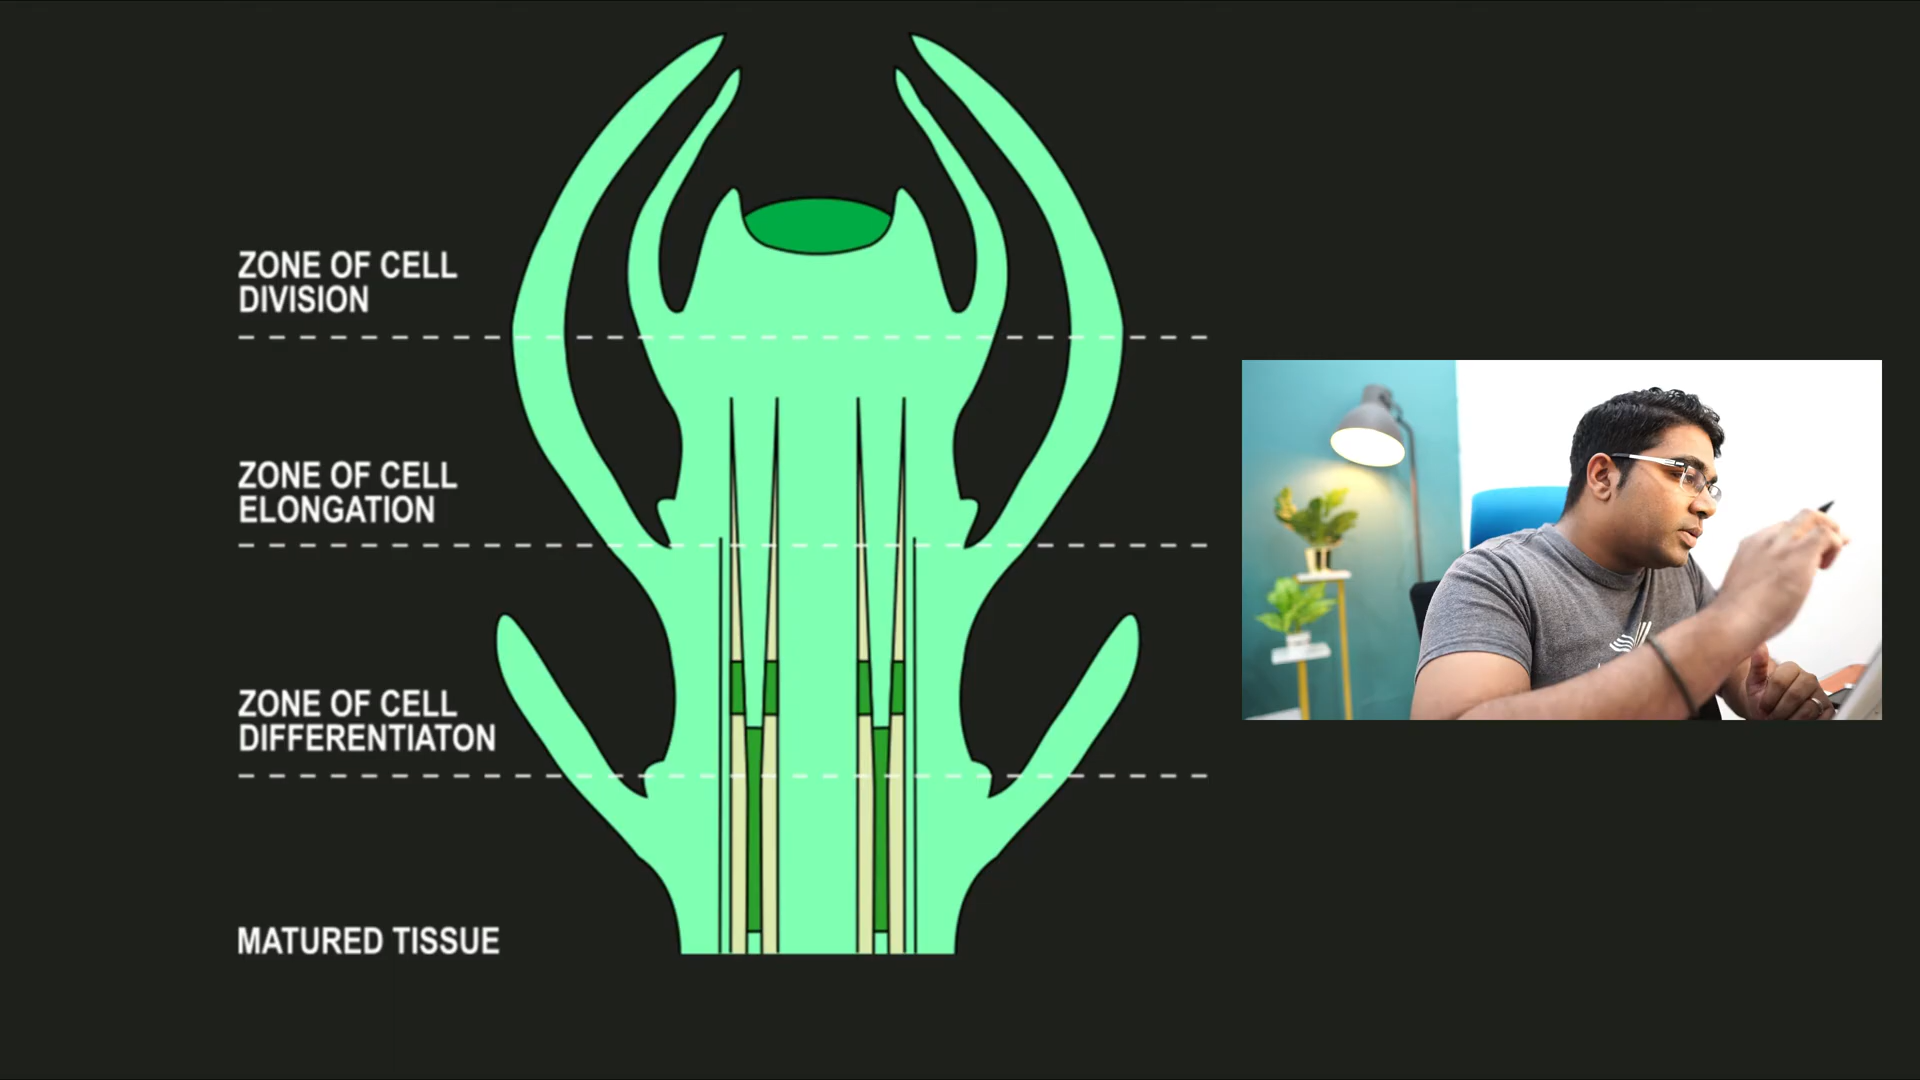 ZONE OF CELL
DIVISION
ZONE OF CELL
ELONGATION
ZONE OF CELL
DIFFERENTIATON
MATURED TISSUE